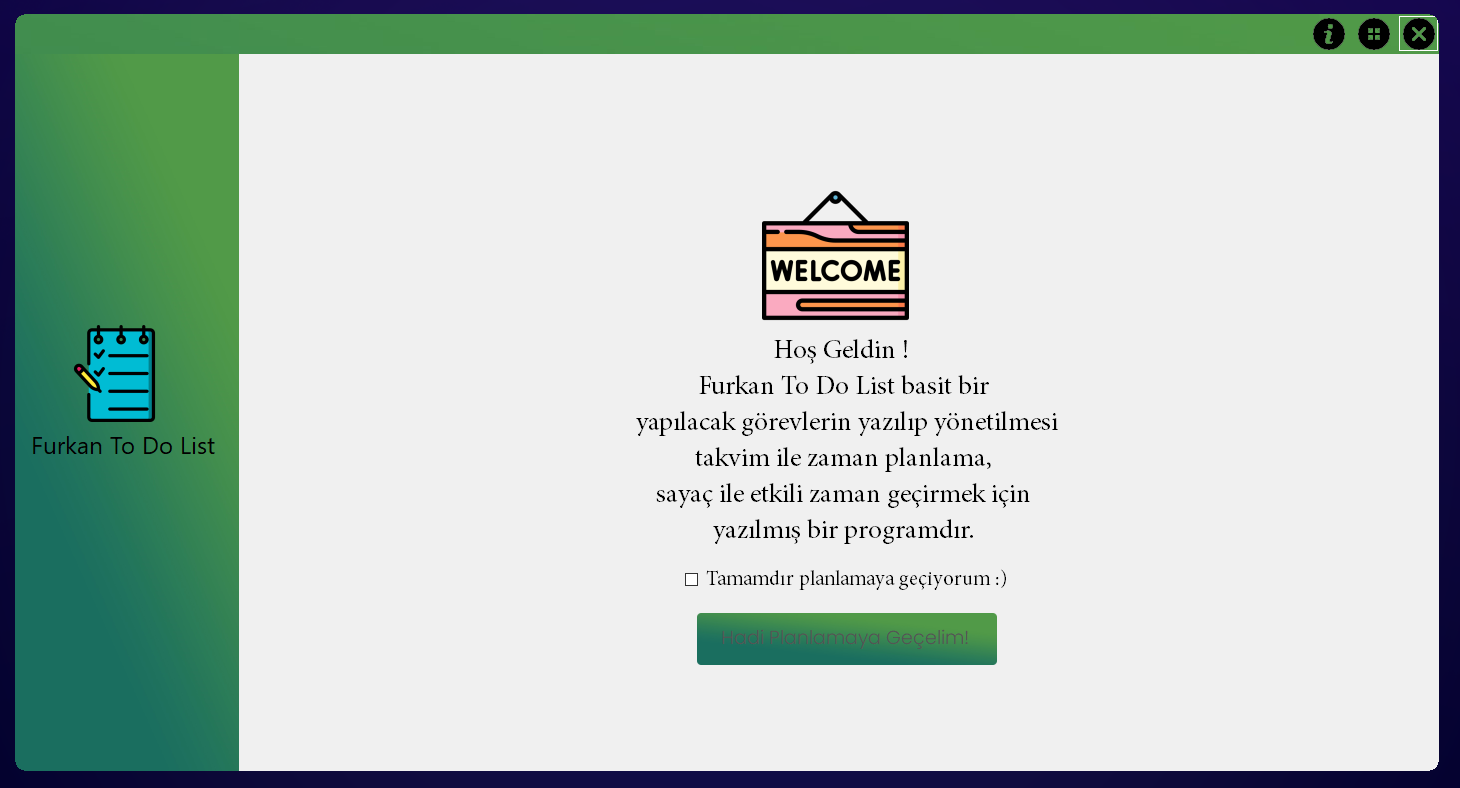 WELCOME
Hoş Geldin !
Furkan To Do List basit bir
yapılacak görevlerin yazılıp yönetilmesi
takvim ile zaman planlama,
sayaç ile etkili zaman geçirmek için
yazılmış bir programdır.
Furkan To Do List
Tamamdır planlamaya geçiyorum :)
Hadi Planlamaya Geçelim!